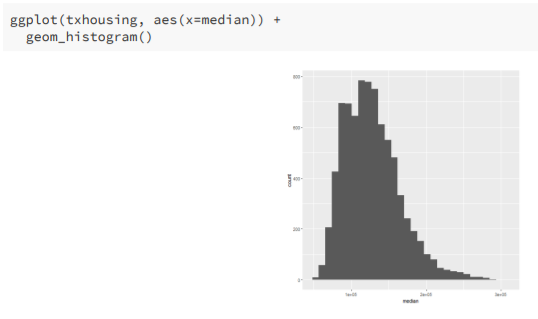 ggplot(txhousing, aes(x=median)) +
  geom_histogram()
800
600
400
200
0
count
1e+05
2e+05
3e+05
median